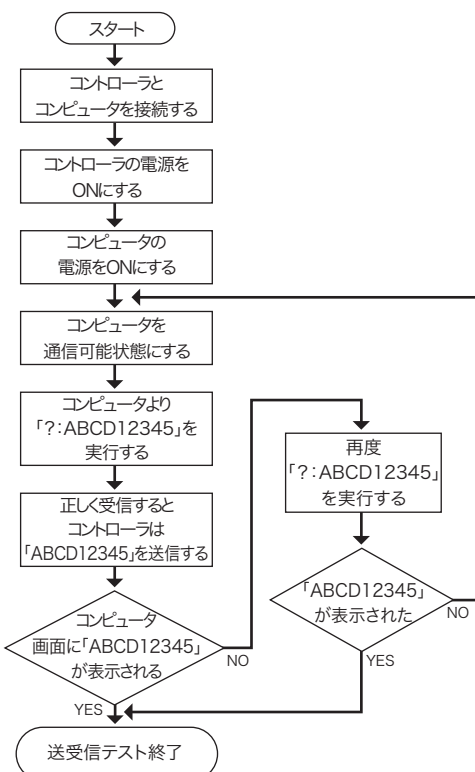 スタート
コントローラと
コンピュータを接続する
コントローラの電源を
ONにする
コンピュータの
電源をONにする
コンピュータを
通信可能状態にする
コンピュータより
「?:ABCD12345」を
実行する
正しく受信すると
コントローラは
「ABCD12345」を送信する
コンピュータ
画面に「ABCD12345」
が表示される
NO
YES
再度
「?:ABCD12345」
を実行する
「ABCD12345」
が表示された
NO
YES
送受信テスト終了